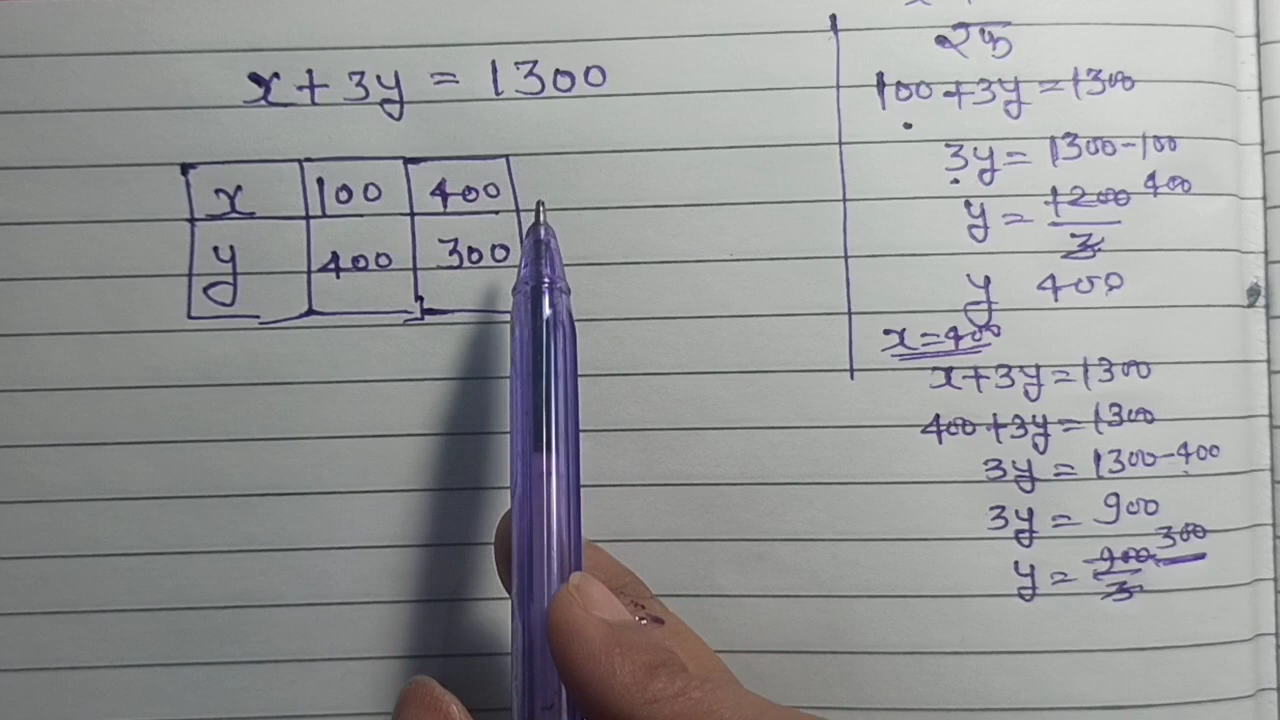 x + 3y = 1300
x 100 400
y 400 300
रफ
100 + 3y = 1300
3y = 1300 - 100
y = 1200/3 400
y 400
x = 400
x + 3y = 1300
400 + 3y = 1300
3y = 1300 - 400
3y = 900
y = 900/3 300